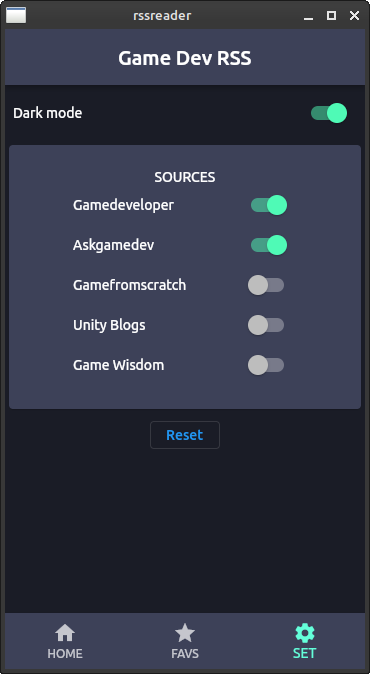 rssreader
Game Dev RSS
Dark mode
SOURCES
Gamedeveloper
Askgamedev
Gamefromscratch
Unity Blogs
Game Wisdom
Reset
HOME FAVS SET